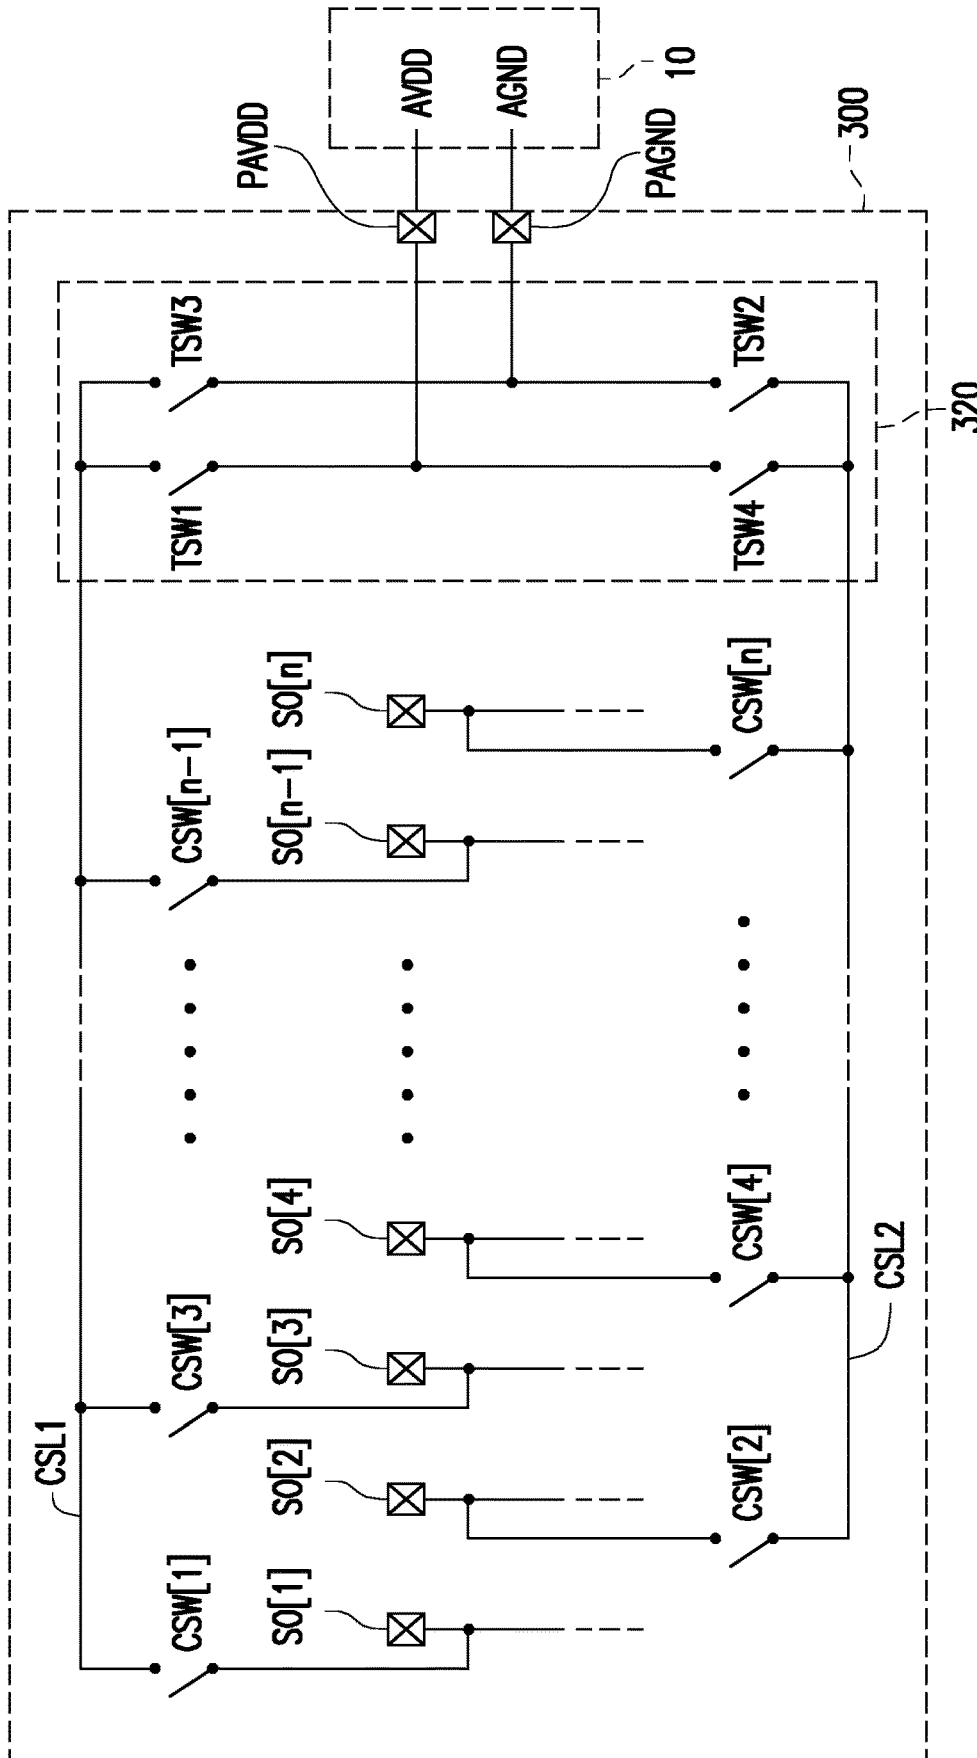 CSL1
CSW[1]
CSW[3]
CSW[n-1]
TSW1
TSW3
SO[1]
SO[2]
SO[3]
SO[4]
SO[n-1]
SO[n]
PAVDD
AVDD
AGND
10
PAGND
300
CSW[2]
CSW[4]
CSW[n]
TSW4
TSW2
CSL2
320